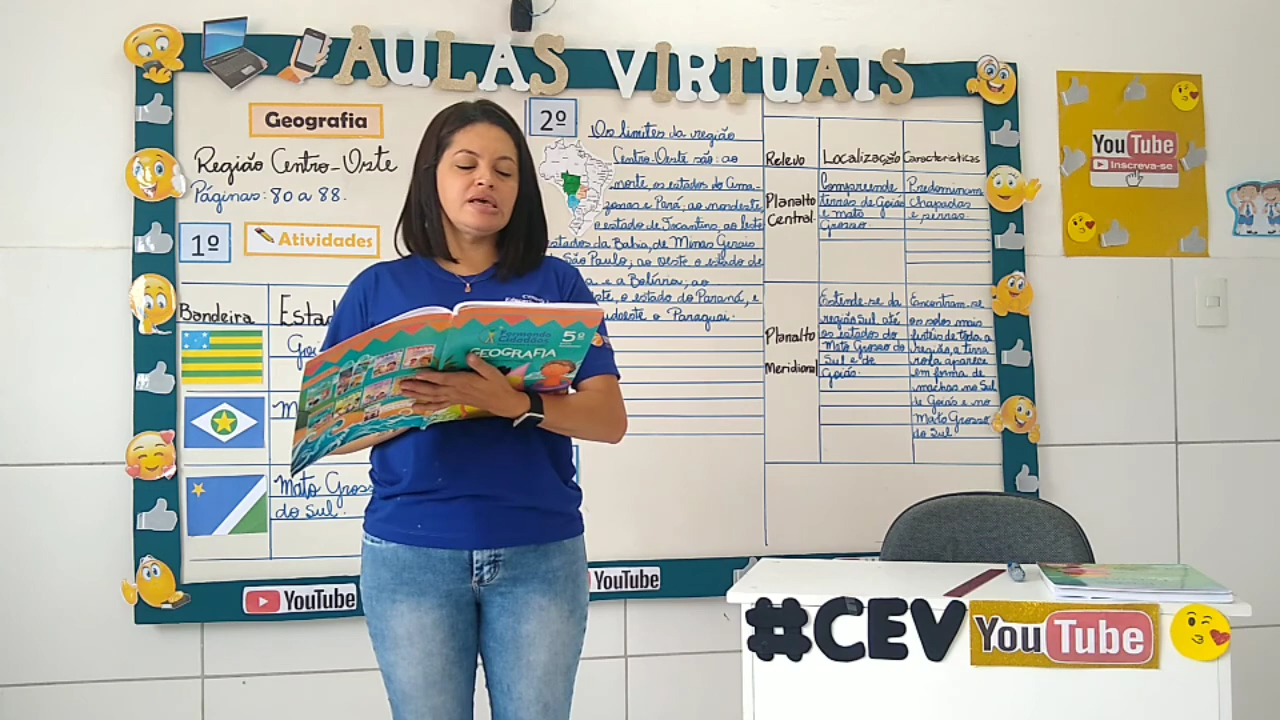 AULAS VIRTUAIS
Geografia
Região Centro-Oeste
Páginas: 80 a 88.
1º
Atividades
Bandeira
Estad
Goi
M
Mato Gross
do Sul.
2º
Os limites da região
Centro-Oeste são: ao
norte, os estados do Ama-
zonas e Pará; ao nordeste,
estado de Tocantins; ao leste
estados da Bahia, de Minas Gerais
São Paulo; ao oeste o estado de
e a Bolívia; ao
o estado do Paraná, e
sudoeste o Paraguai.
Relevo
Localização
Características
Planalto
Central.
Compreende
terras de Goiás
e mato
Grosso.
Predominam
chapadas
e serras.
Planalto
Meridional
Estende-se da
região Sul até
os estados do
Mato Grosso do
Sul e de
Goiás.
Encontram-se
os solos mais
férteis de toda a
região, a terra
roxa aparece
em forma de
manchas no Sul
de Goiás e no
Mato Grosso
do Sul.
Formando
Cidadãos
5º
GEOGRAFIA
YouTube
Inscreva-se
YouTube
YouTube
#CEV
YouTube